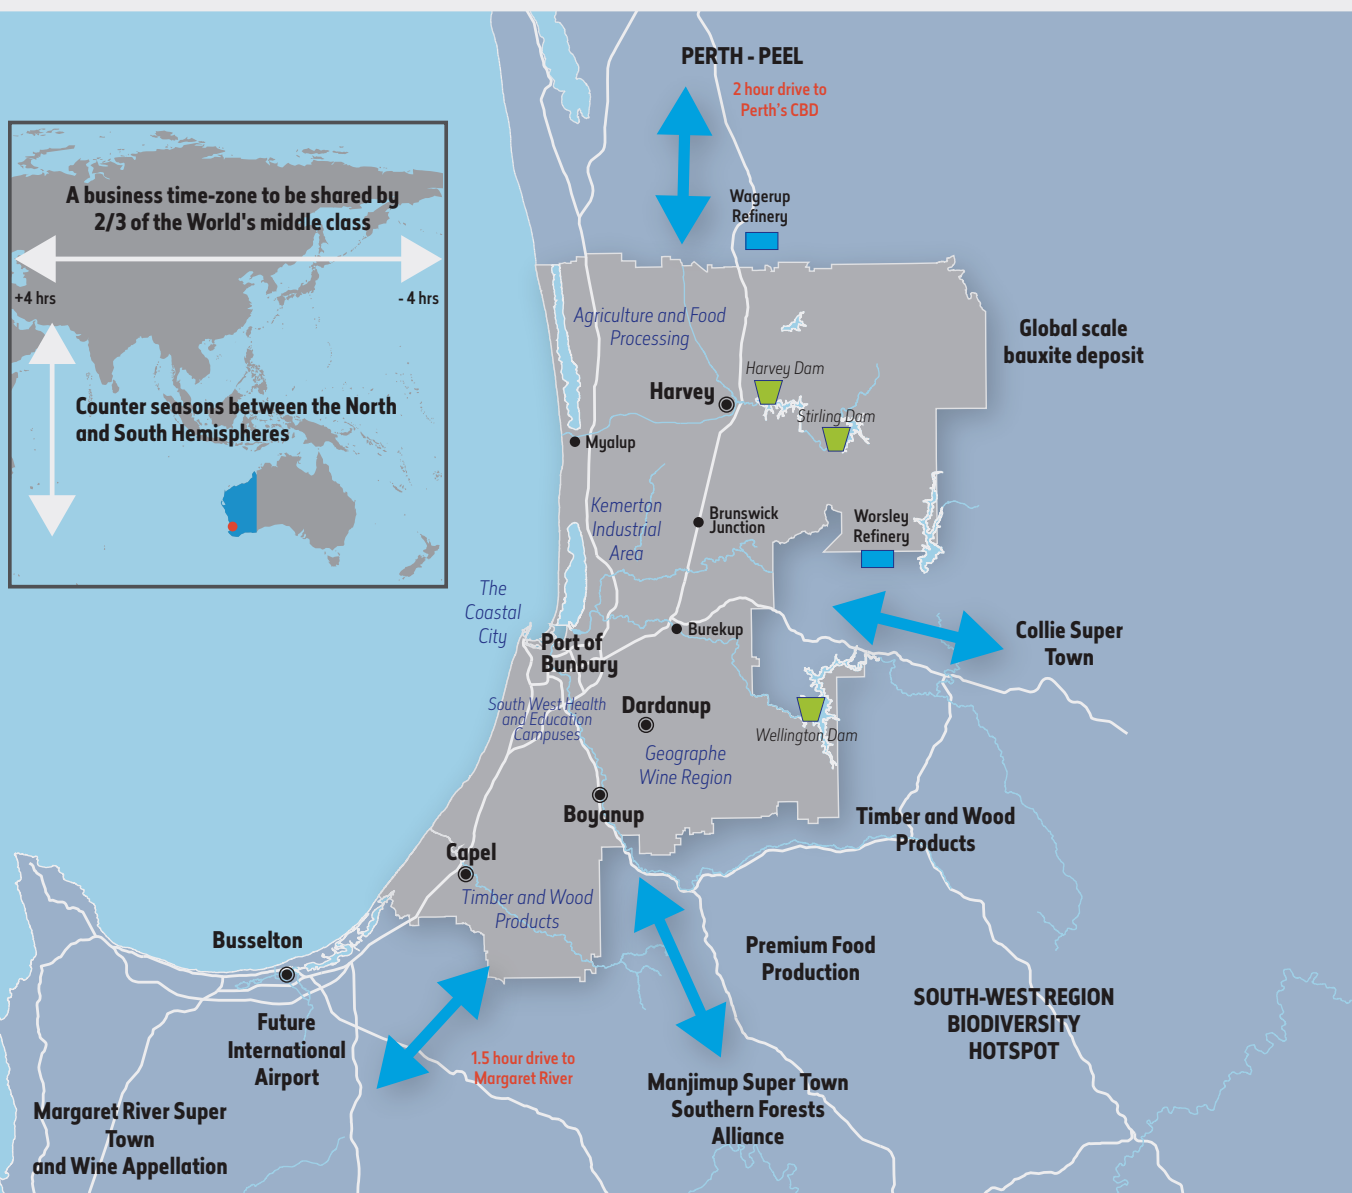 PERTH - PEEL
2 hour drive to
Perth's CBD
A business time-zone to be shared by
2/3 of the World's middle class
+4 hrs
- 4 hrs
Counter seasons between the North
and South Hemispheres
Wagerup
Refinery
Agriculture and Food
Processing
Global scale
bauxite deposit
Harvey Dam
Harvey
Stirling Dam
Myalup
Kemerton
Industrial
Area
Brunswick
Junction
Worsley
Refinery
The
Coastal
City
Port of
Bunbury
Burekup
Collie Super
Town
South West Health
and Education
Campuses
Dardanup
Wellington Dam
Geographe
Wine Region
Boyanup
Timber and Wood
Products
Capel
Timber and Wood
Products
Busselton
Premium Food
Production
SOUTH-WEST REGION
BIODIVERSITY
HOTSPOT
Future
International
Airport
1.5 hour drive to
Margaret River
Manjimup Super Town
Southern Forests
Alliance
Margaret River Super
Town
and Wine Appellation